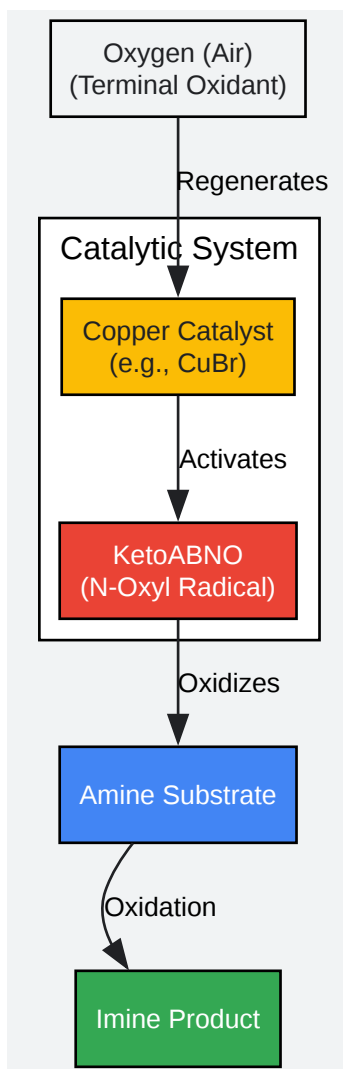 Oxygen (Air)
(Terminal Oxidant)
Regenerates
Catalytic System
Copper Catalyst
(e.g., CuBr)
Activates
KetoABNO
(N-Oxyl Radical)
Oxidizes
Amine Substrate
Oxidation
Imine Product